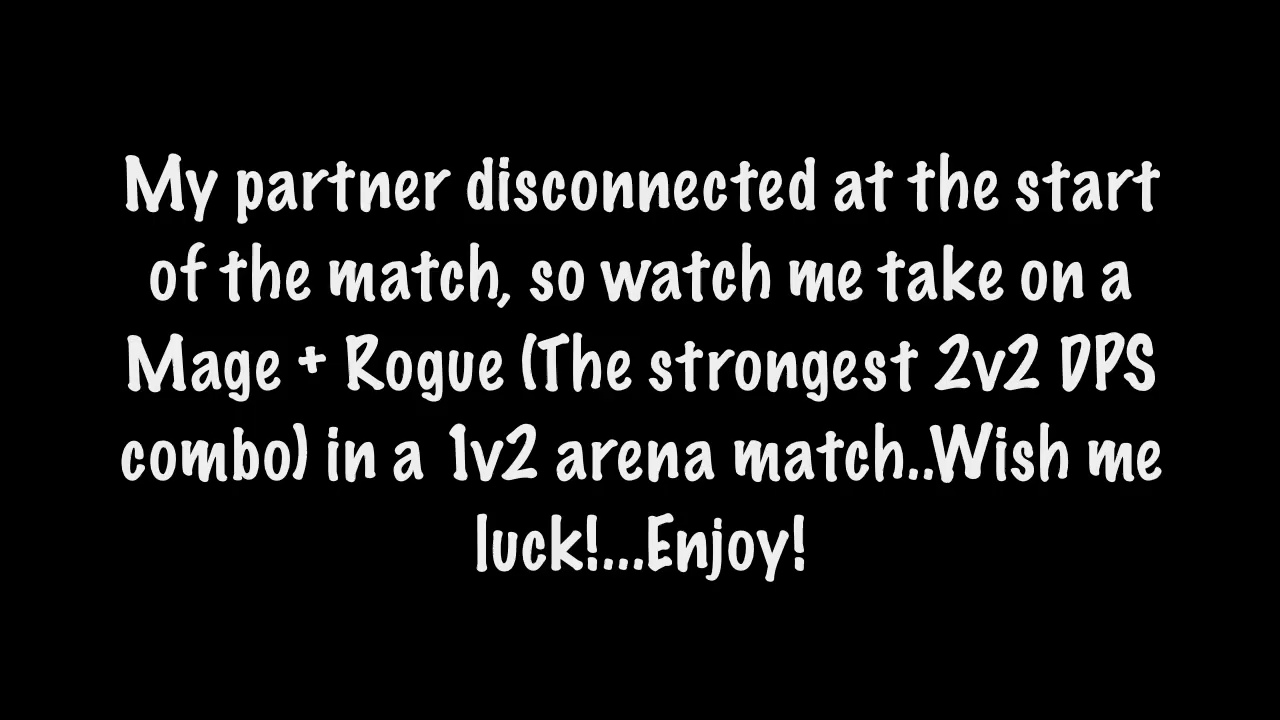 My partner disconnected at the start
of the match, so watch me take on a
Mage + Rogue (The strongest 2v2 DPS
combo) in a 1v2 arena match..Wish me
luck!...Enjoy!